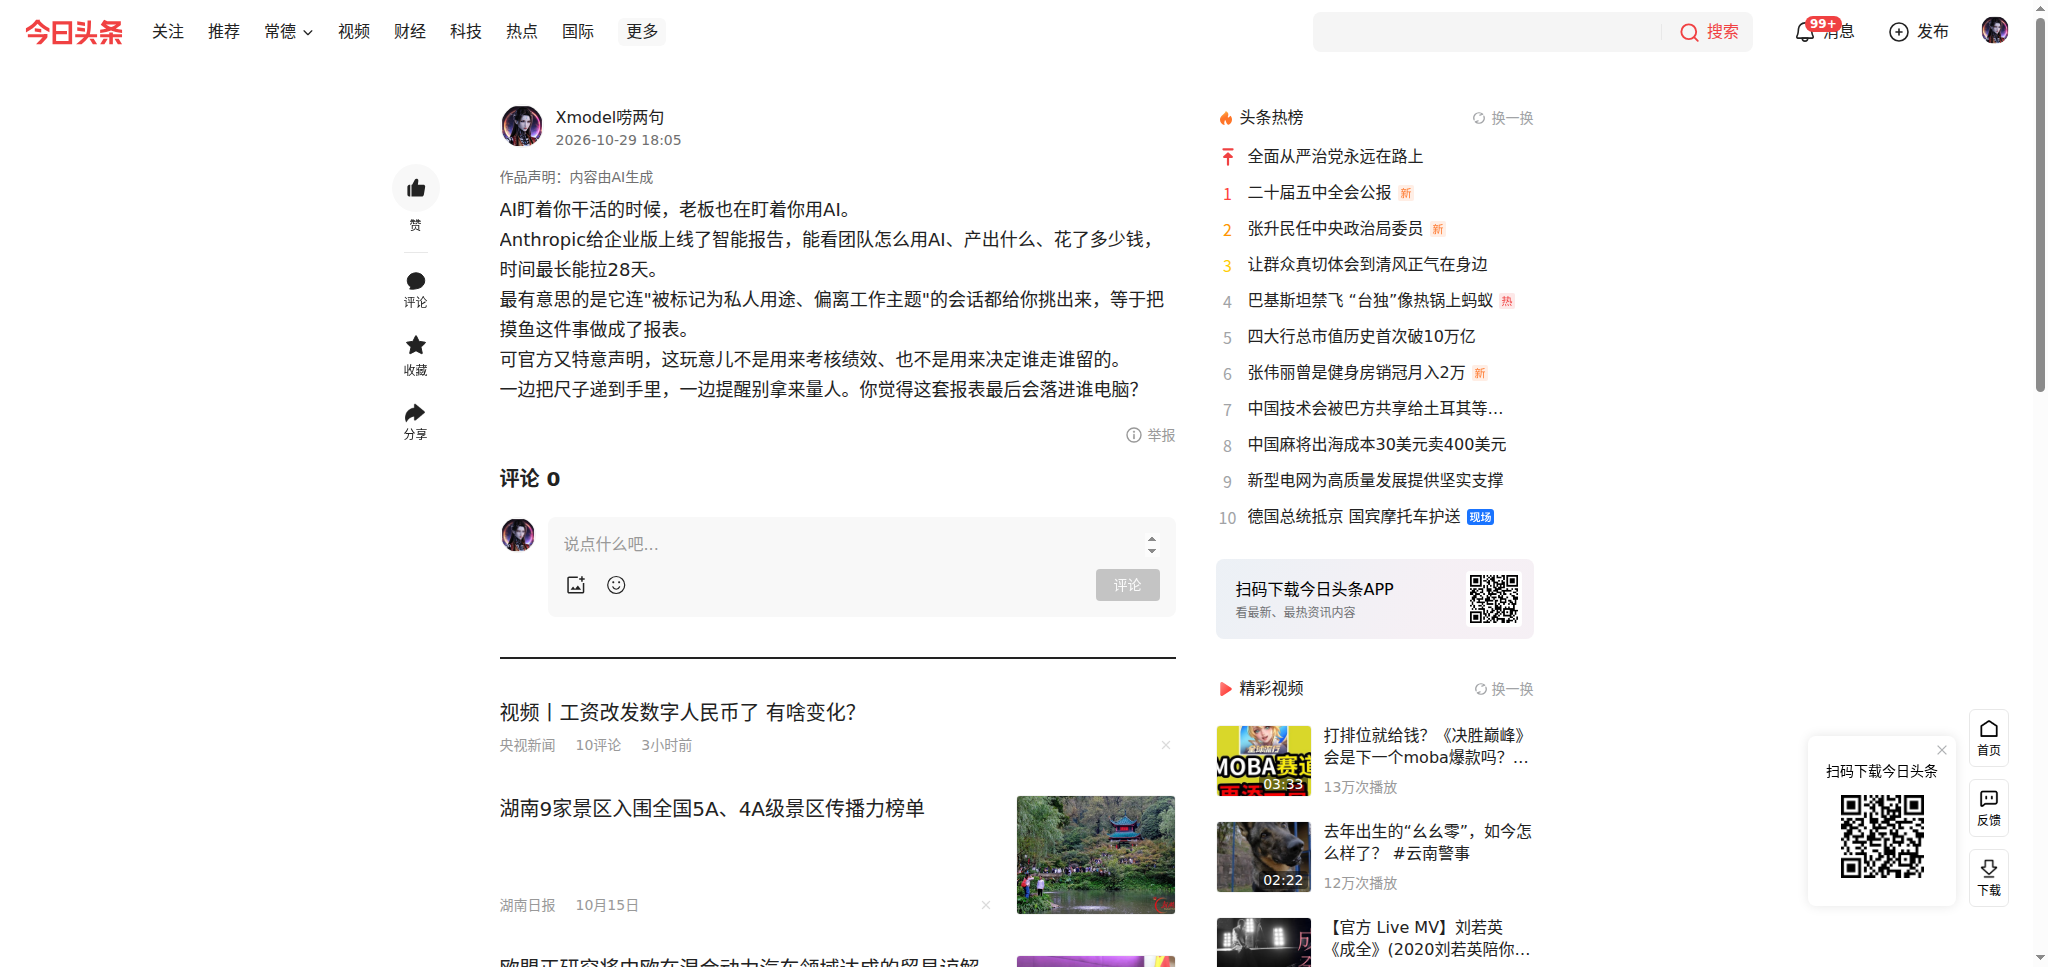 今日头条
关注 推荐 常德 视频 财经 科技 热点 国际 更多
搜索
99+
消息
发布
Xmodel唠两句
2026-10-29 18:05
作品声明：内容由AI生成
AI盯着你干活的时候，老板也在盯着你用AI。
Anthropic给企业版上线了智能报告，能看团队怎么用AI、产出什么、花了多少钱，
时间最长能拉28天。
最有意思的是它连"被标记为私人用途、偏离工作主题"的会话都给你挑出来，等于把
摸鱼这件事做成了报表。
可官方又特意声明，这玩意儿不是用来考核绩效、也不是用来决定谁走谁留的。
一边把尺子递到手里，一边提醒别拿来量人。你觉得这套报表最后会落进谁电脑？
赞
评论
收藏
分享
举报
评论 0
说点什么吧...
评论
视频丨工资改发数字人民币了 有啥变化？
央视新闻 10评论 3小时前
湖南9家景区入围全国5A、4A级景区传播力榜单
湖南日报 10月15日
头条热榜
换一换
全面从严治党永远在路上
1 二十届五中全会公报 新
2 张升民任中央政治局委员 新
3 让群众真切体会到清风正气在身边
4 巴基斯坦禁飞 “台独”像热锅上蚂蚁 热
5 四大行总市值历史首次破10万亿
6 张伟丽曾是健身房销冠月入2万 新
7 中国技术会被巴方共享给土耳其等...
8 中国麻将出海成本30美元卖400美元
9 新型电网为高质量发展提供坚实支撑
10 德国总统抵京 国宾摩托车护送 现场
扫码下载今日头条APP
看最新、最热资讯内容
精彩视频
换一换
全球流行
MOBA赛道
03:33
打排位就给钱？《决胜巅峰》
会是下一个moba爆款吗？...
13万次播放
02:22
去年出生的“幺幺零”，如今怎
么样了？ #云南警事
12万次播放
【官方 Live MV】刘若英
《成全》(2020刘若英陪你...
扫码下载今日头条
首页
反馈
下载